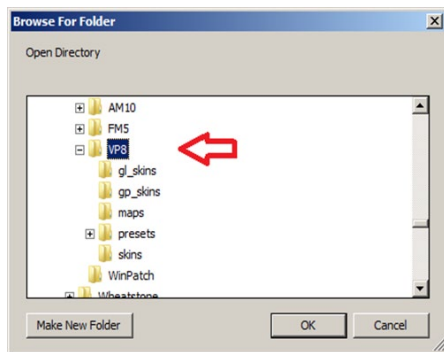 Browse For Folder
Open Directory
AM10
FM5
VP8
gl_skins
gp_skins
maps
presets
skins
WinPatch
Wheatstone
Make New Folder
OK
Cancel